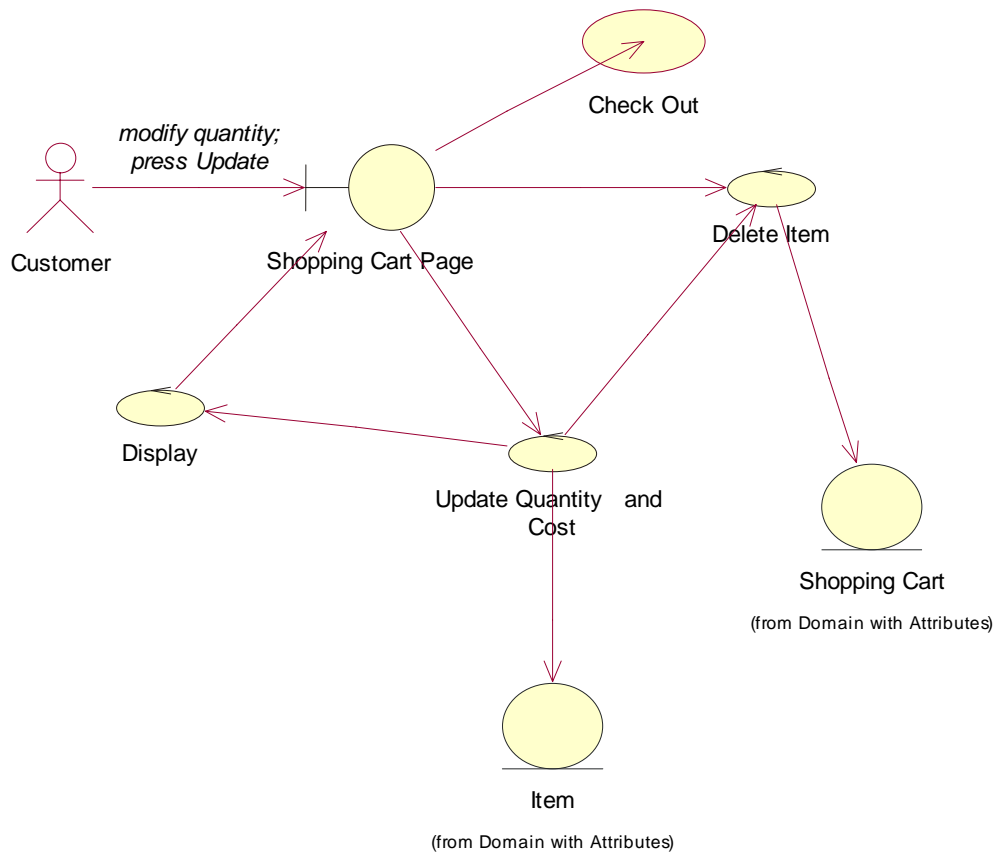 Check Out
modify quantity;
press Update
Customer
Shopping Cart Page
Delete Item
Display
Update Quantity and
Cost
Shopping Cart
(from Domain with Attributes)
Item
(from Domain with Attributes)